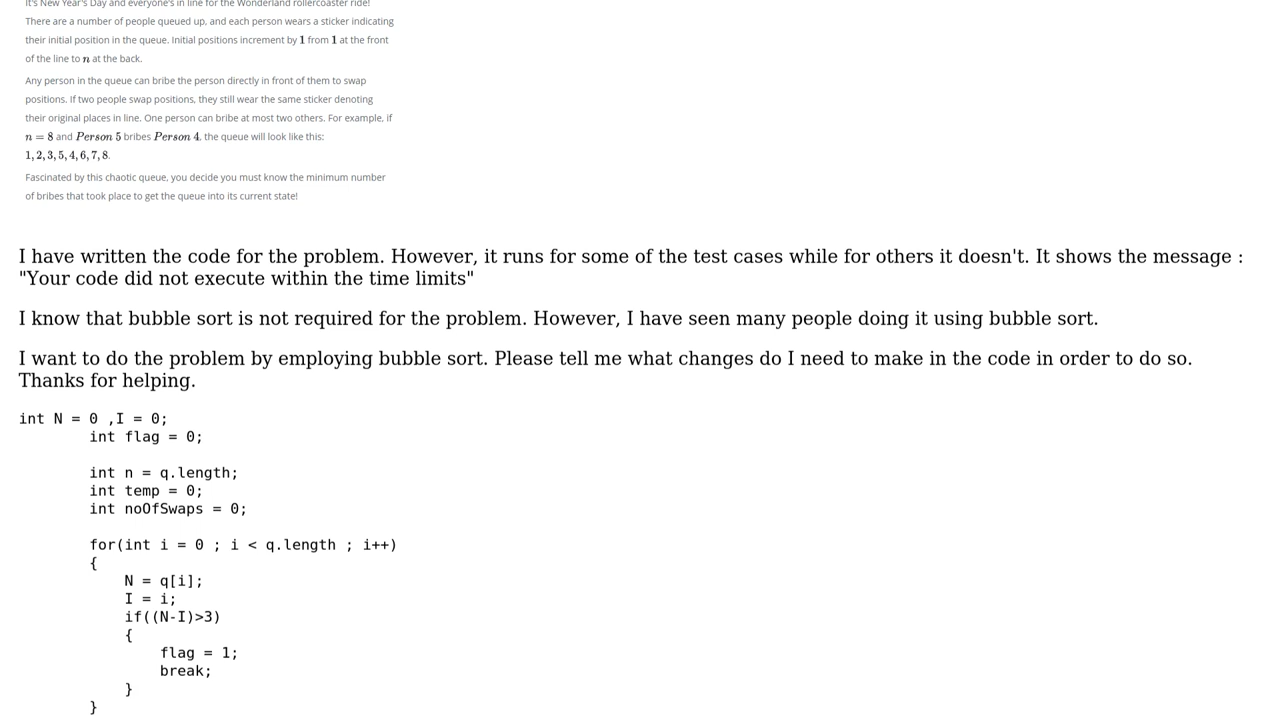 It's New Year's Day and everyone's in line for the Wonderland rollercoaster ride!
There are a number of people queued up, and each person wears a sticker indicating
their initial position in the queue. Initial positions increment by 1 from 1 at the front
of the line to n at the back.
Any person in the queue can bribe the person directly in front of them to swap
positions. If two people swap positions, they still wear the same sticker denoting
their original places in line. One person can bribe at most two others. For example, if
n = 8 and Person 5 bribes Person 4, the queue will look like this:
1, 2, 3, 5, 4, 6, 7, 8.
Fascinated by this chaotic queue, you decide you must know the minimum number
of bribes that took place to get the queue into its current state!
I have written the code for the problem. However, it runs for some of the test cases while for others it doesn't. It shows the message :
"Your code did not execute within the time limits"
I know that bubble sort is not required for the problem. However, I have seen many people doing it using bubble sort.
I want to do the problem by employing bubble sort. Please tell me what changes do I need to make in the code in order to do so.
Thanks for helping.
int N = 0 ,I = 0;
int flag = 0;
int n = q.length;
int temp = 0;
int noOfSwaps = 0;
for(int i = 0 ; i < q.length ; i++)
{
N = q[i];
I = i;
if((N-I)>3)
{
flag = 1;
break;
}
}